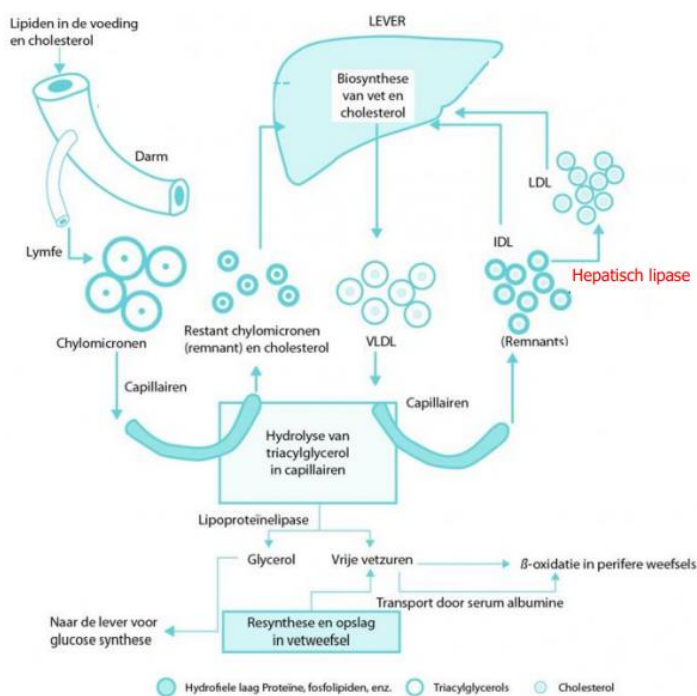 Lipiden in de voeding
en cholesterol
LEVER
Biosynthese
van vet en
cholesterol
Darm
LDL
Lymfe
IDL
Hepatisch lipase
Chylomicronen
Restant chylomicronen
(remnant) en cholesterol
VLDL
(Remnants)
Capillairen
Capillairen
Hydrolyse van
triacylglycerol
in capillairen
Lipoproteïnelipase
Glycerol
Vrije vetzuren
ß-oxidatie in perifere weefsels
Transport door serum albumine
Naar de lever voor
glucose synthese
Resynthese en opslag
in vetweefsel
Hydrofiele laag Proteïne, fosfolipiden, enz.
Triacylglycerols
Cholesterol